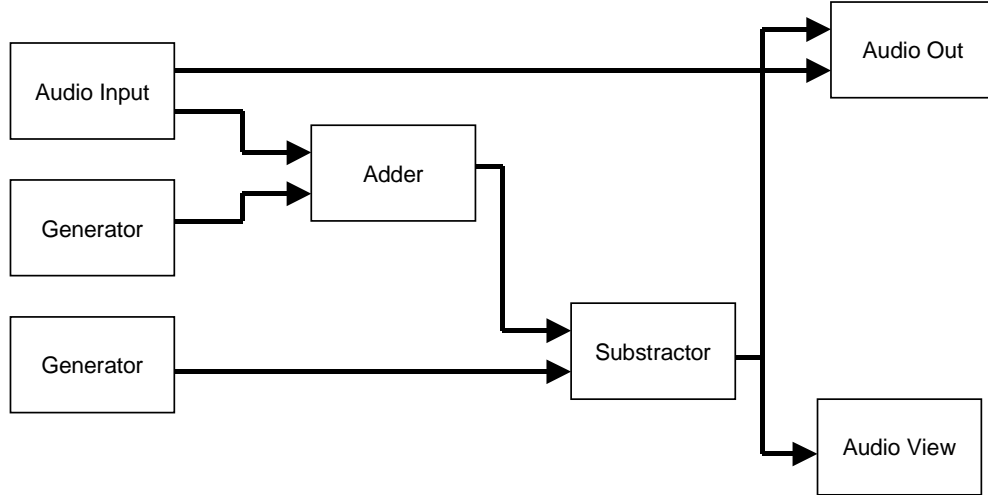 Audio Out
Audio Input
Adder
Generator
Substractor
Generator
Audio View